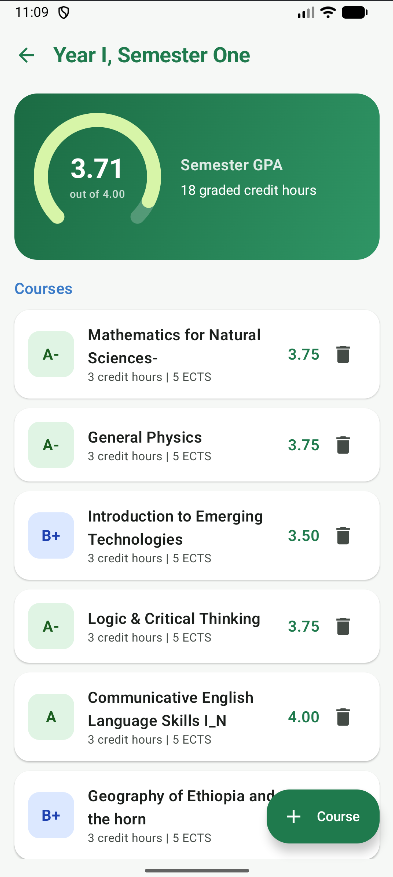 11:09
Year I, Semester One
3.71
out of 4.00
Semester GPA
18 graded credit hours
Courses
A-
Mathematics for Natural
Sciences-
3 credit hours | 5 ECTS
3.75
A-
General Physics
3 credit hours | 5 ECTS
3.75
B+
Introduction to Emerging
Technologies
3 credit hours | 5 ECTS
3.50
A-
Logic & Critical Thinking
3 credit hours | 5 ECTS
3.75
A
Communicative English
Language Skills I_N
3 credit hours | 5 ECTS
4.00
B+
Geography of Ethiopia and
the horn
3 credit hours | 5 ECTS
+ Course